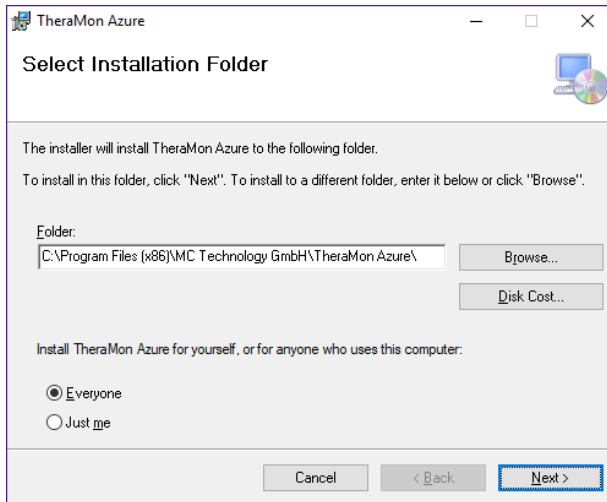 TheraMon Azure
Select Installation Folder
The installer will install TheraMon Azure to the following folder.
To install in this folder, click "Next". To install to a different folder, enter it below or click "Browse".
Folder:
C:\Program Files (x86)\MC Technology GmbH\TheraMon Azure\
Browse...
Disk Cost...
Install TheraMon Azure for yourself, or for anyone who uses this computer:
Everyone
Just me
Cancel
< Back
Next >